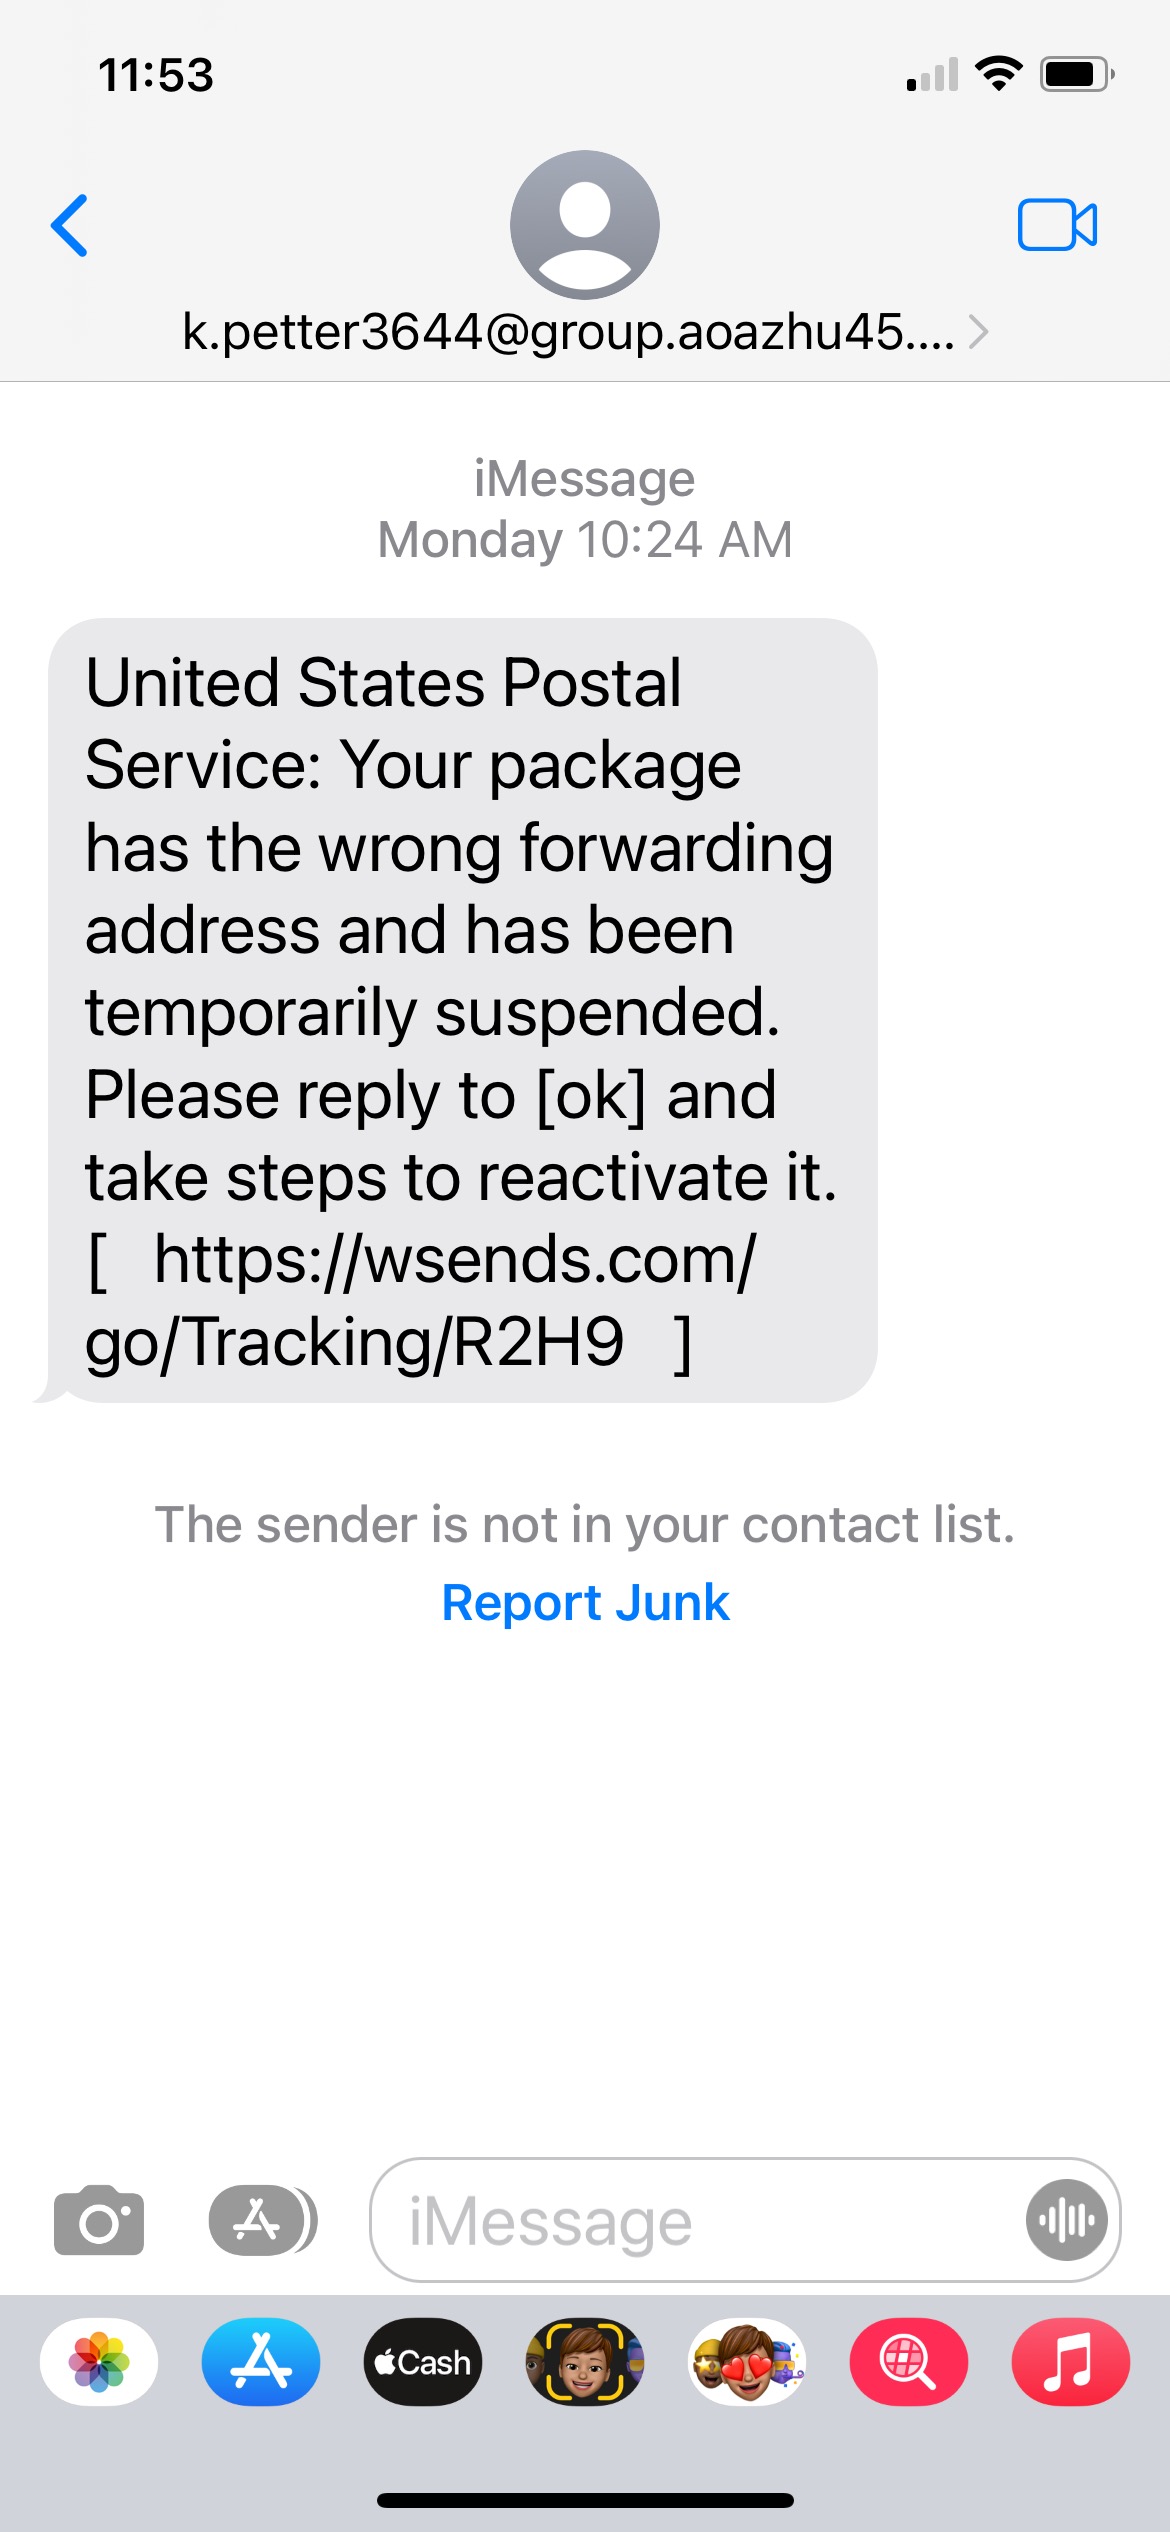 11:53
k.petter3644@group.aoazhu45....
iMessage
Monday 10:24 AM
United States Postal
Service: Your package
has the wrong forwarding
address and has been
temporarily suspended.
Please reply to [ok] and
take steps to reactivate it.
[   https://wsends.com/
go/Tracking/R2H9   ]
The sender is not in your contact list.
Report Junk
iMessage
Cash